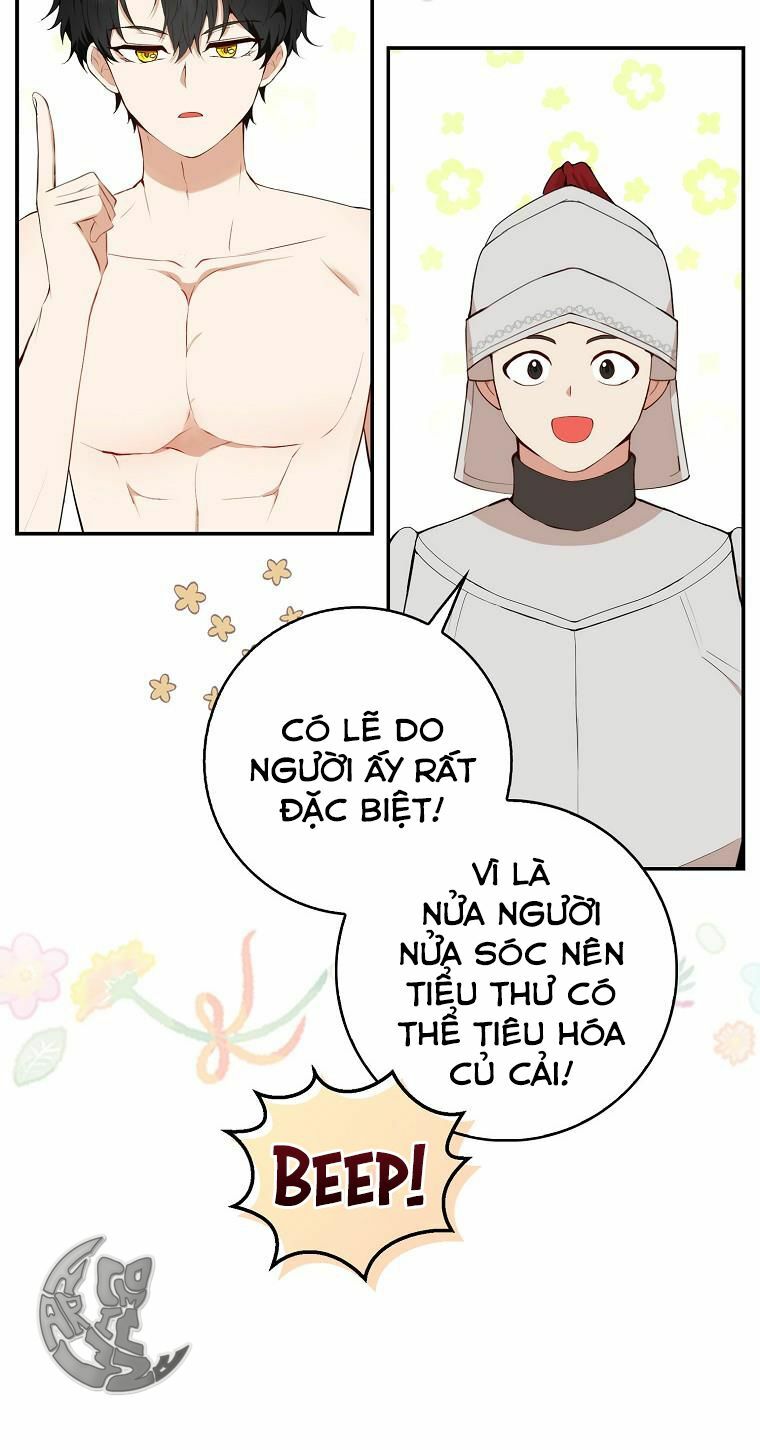 CÓ LẼ DO
NGƯỜI ẤY RẤT
ĐẶC BIỆT!
VÌ LÀ
NỬA NGƯỜI
NỬA SÓC NÊN
TIỂU THƯ CÓ
THỂ TIÊU HÓA
CỦ CẢI!
BEEP!